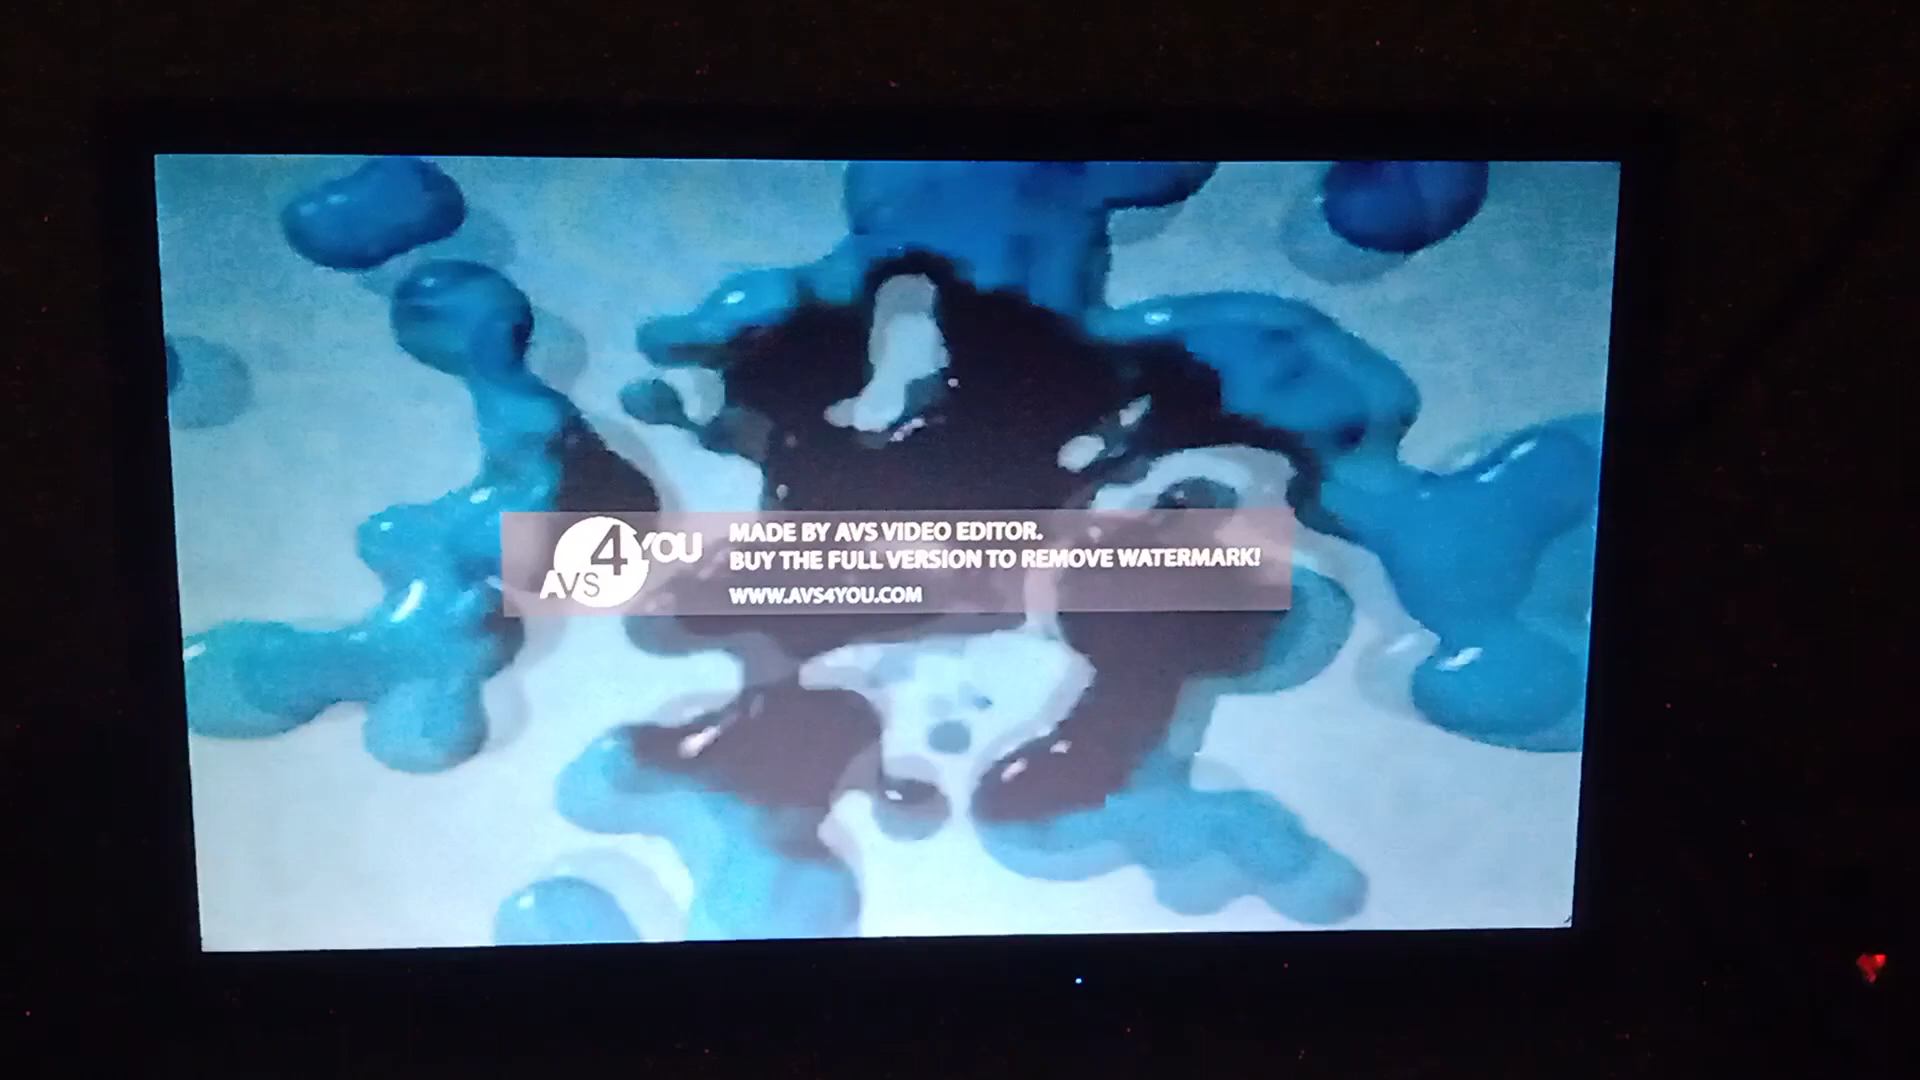 AVS4YOU
MADE BY AVS VIDEO EDITOR.
BUY THE FULL VERSION TO REMOVE WATERMARK!
WWW.AVS4YOU.COM